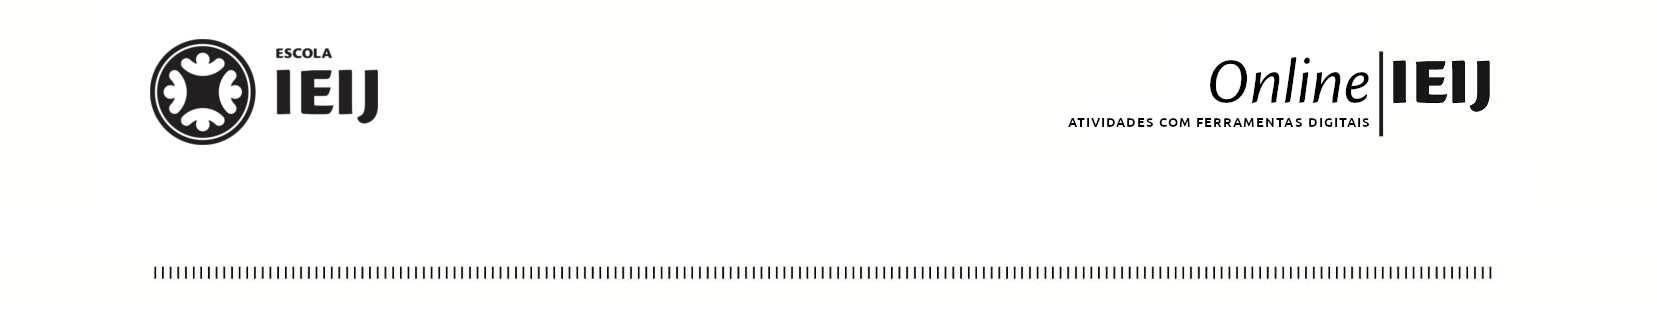 ESCOLA
IEIJ
Online IEIJ
ATIVIDADES COM FERRAMENTAS DIGITAIS